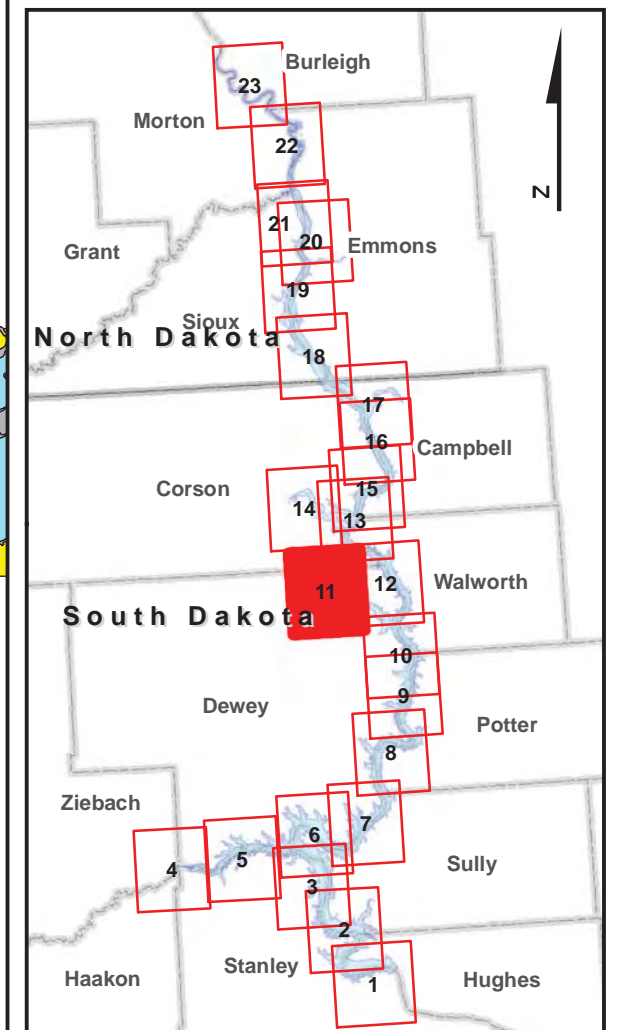 Burleigh
23
Morton
22
21
Grant
20
Emmons
19
Sioux
North Dakota
18
17
16
Campbell
Corson
15
14
13
12
Walworth
11
South Dakota
10
9
Dewey
Potter
8
Ziebach
7
6
5
4
Sully
3
2
Stanley
Haakon
1
Hughes
N